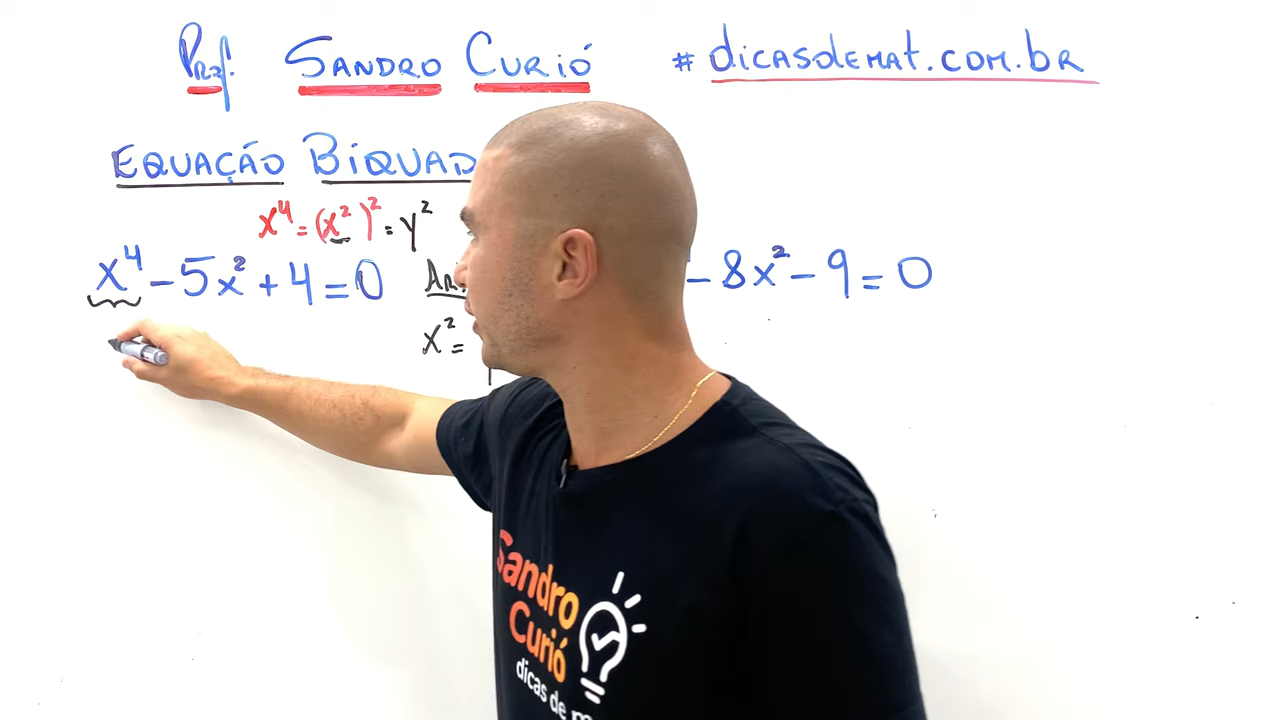 Prof. SANDRO CURIÓ # dicasdemat.com.br
EQUAÇÃO BIQUAD
x⁴ = (x²)² = y²
x⁴ - 5x² + 4 = 0
- 8x² - 9 = 0
x² =
Sandro
Curió
dicas de m